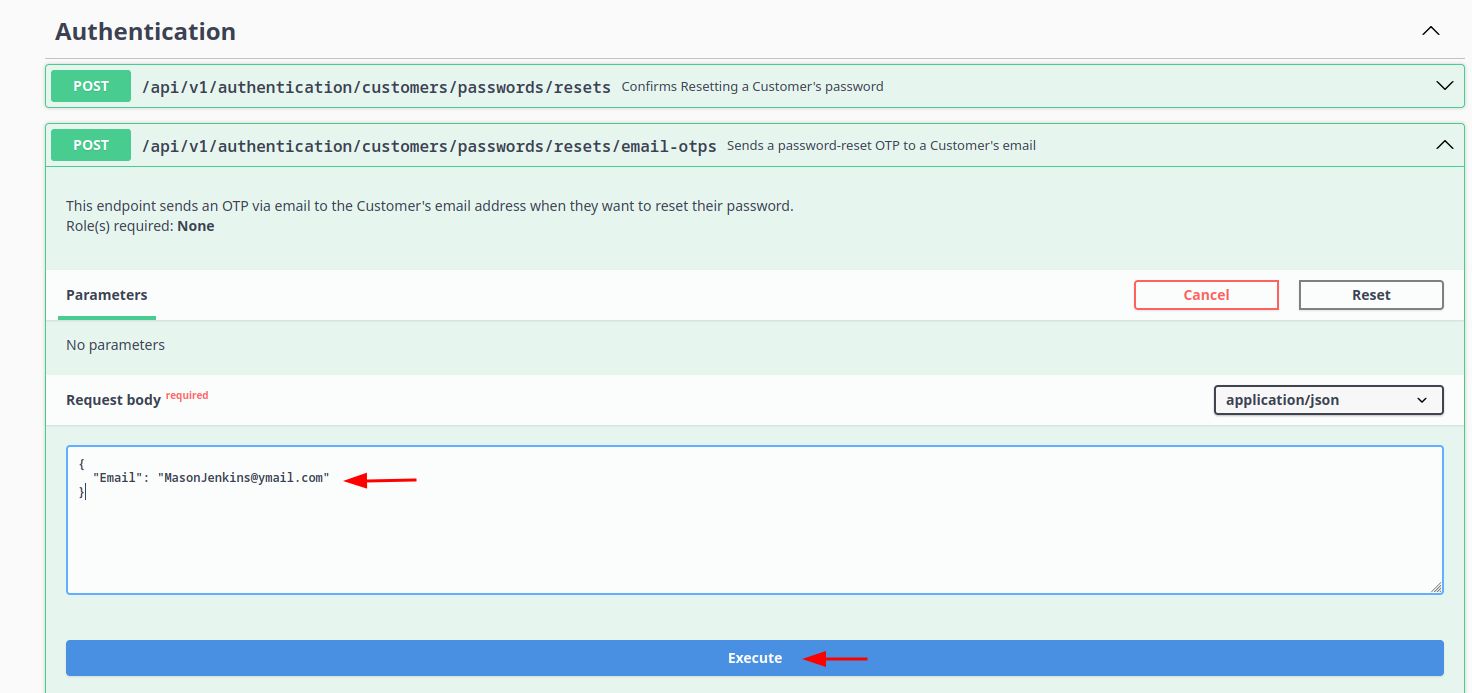 Authentication
POST /api/v1/authentication/customers/passwords/resets Confirms Resetting a Customer's password
POST /api/v1/authentication/customers/passwords/resets/email-otps Sends a password-reset OTP to a Customer's email
This endpoint sends an OTP via email to the Customer's email address when they want to reset their password.
Role(s) required: None
Parameters Cancel Reset
No parameters
Request body required application/json
{
"Email": "MasonJenkins@ymail.com"
}
Execute